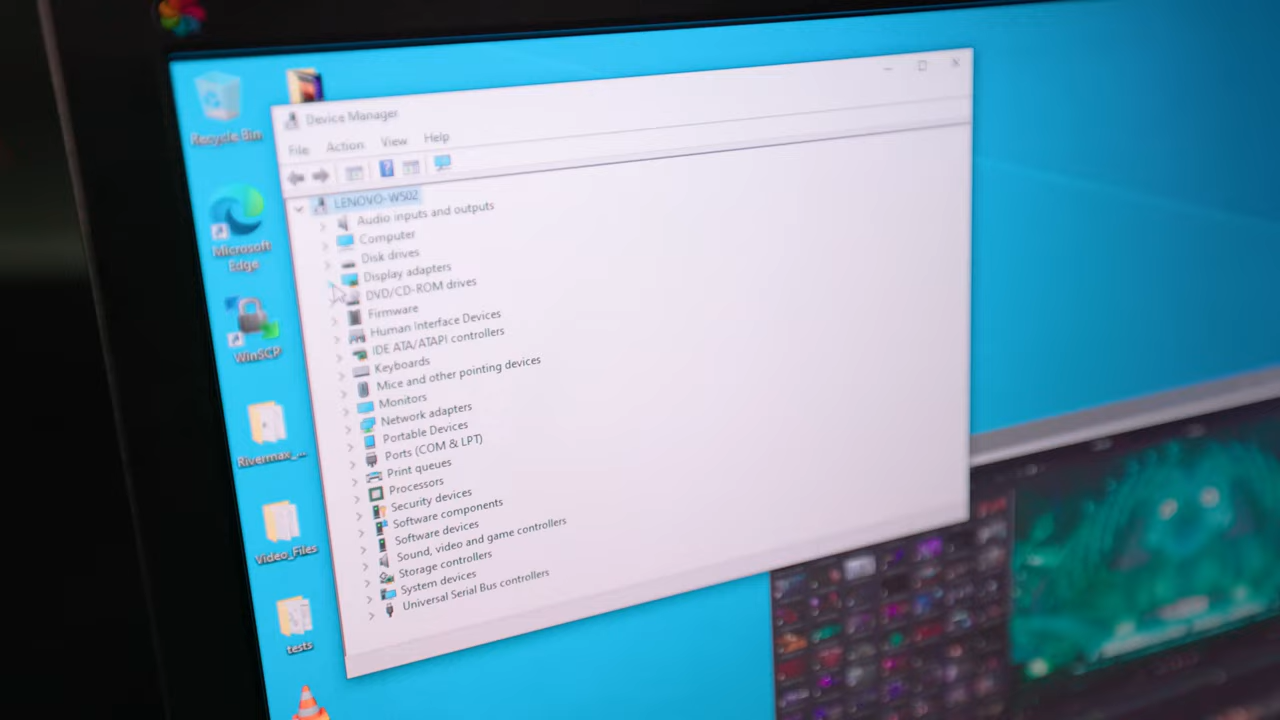 Recycle Bin
Microsoft
Edge
WinSCP
Rivermax_...
Video_Files
tests
Device Manager
File Action View Help
LENOVO-WS02
Audio inputs and outputs
Computer
Disk drives
Display adapters
DVD/CD-ROM drives
Firmware
Human Interface Devices
IDE ATA/ATAPI controllers
Keyboards
Mice and other pointing devices
Monitors
Network adapters
Portable Devices
Ports (COM & LPT)
Print queues
Processors
Security devices
Software components
Software devices
Sound, video and game controllers
Storage controllers
System devices
Universal Serial Bus controllers